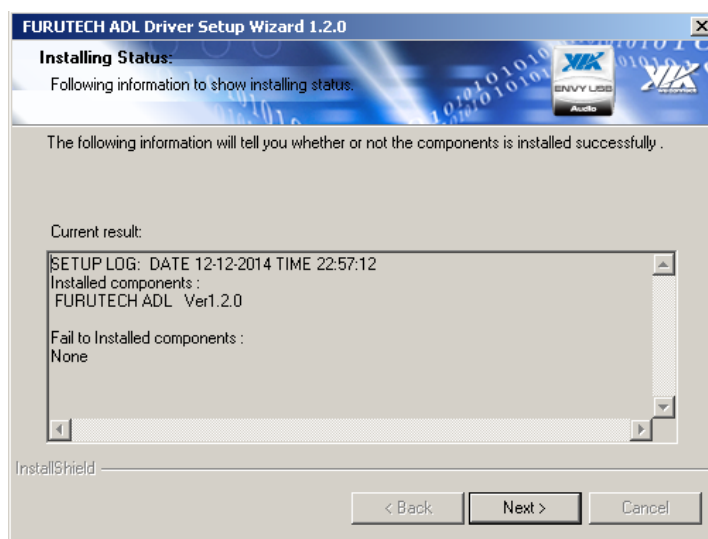 FURUTECH ADL Driver Setup Wizard 1.2.0
Installing Status:
Following information to show installing status.
VIA
ENVY USB
Audio
VIA
The following information will tell you whether or not the components is installed successfully .
Current result:
SETUP LOG: DATE 12-12-2014 TIME 22:57:12
Installed components :
FURUTECH ADL Ver1.2.0
Fail to Installed components :
None
InstallShield
< Back
Next >
Cancel